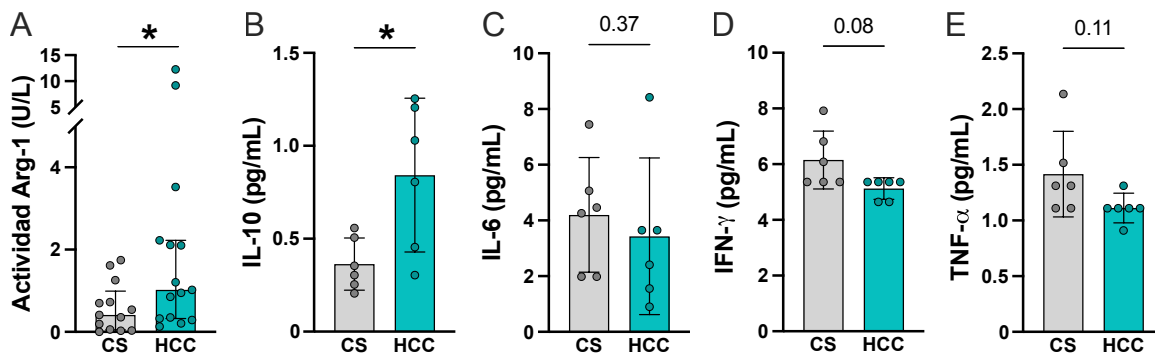 A
*
Actividad Arg-1 (U/L)
15
10
5
4
2
0
CS HCC
B
*
IL-10 (pg/mL)
1.5
1.0
0.5
0.0
CS HCC
C
0.37
IL-6 (pg/mL)
10
8
6
4
2
0
CS HCC
D
0.08
IFN-γ (pg/mL)
10
8
6
4
2
0
CS HCC
E
0.11
TNF-α (pg/mL)
2.5
2.0
1.5
1.0
0.5
0.0
CS HCC